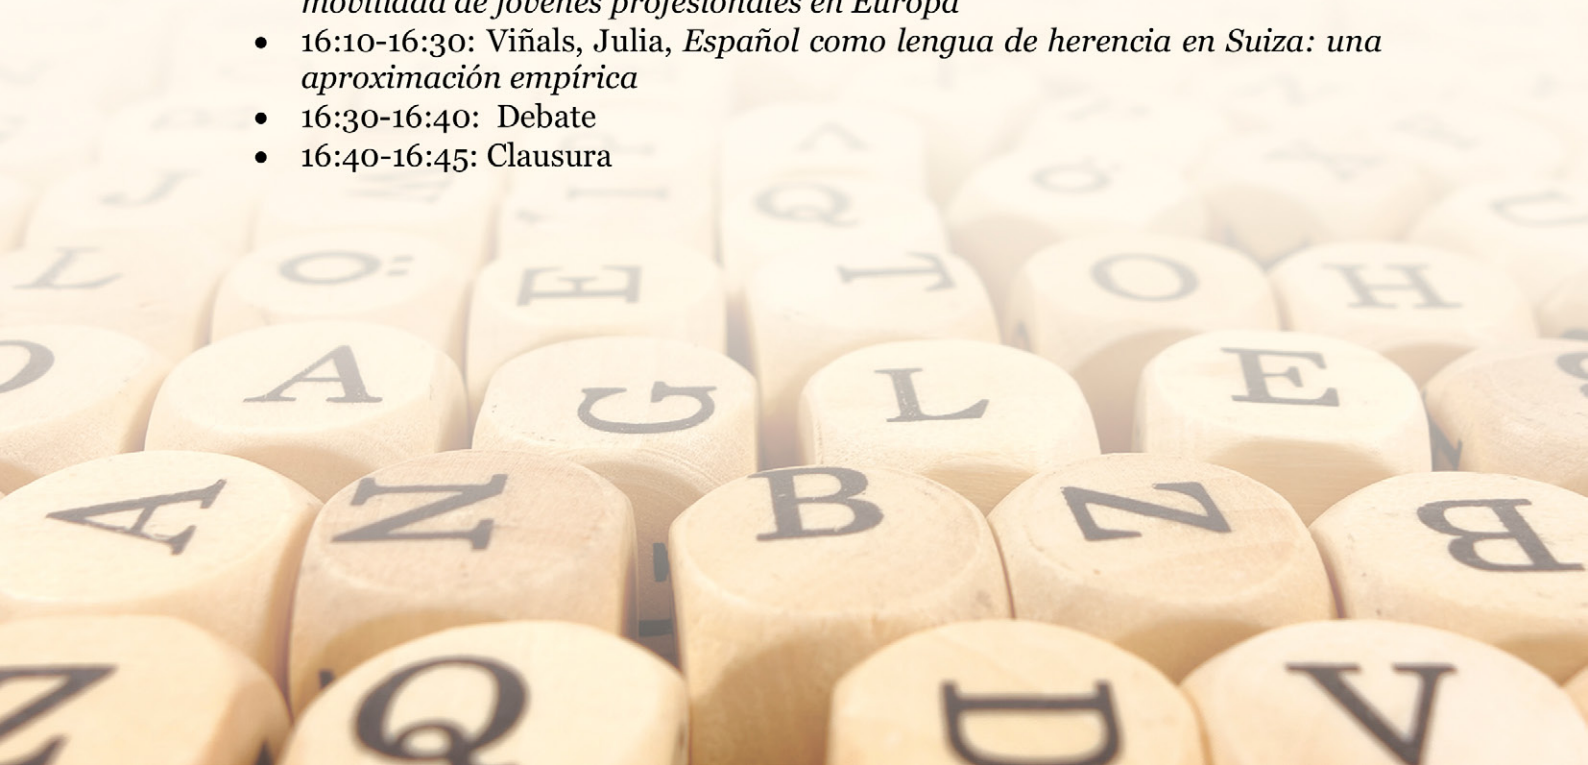 movilidad de jóvenes profesionales en Europa
• 16:10-16:30: Viñals, Julia, Español como lengua de herencia en Suiza: una
aproximación empírica
• 16:30-16:40: Debate
• 16:40-16:45: Clausura
J M I Q Ö
L Ö E T O H
O A G L E
A Z B N B
Z Q D V